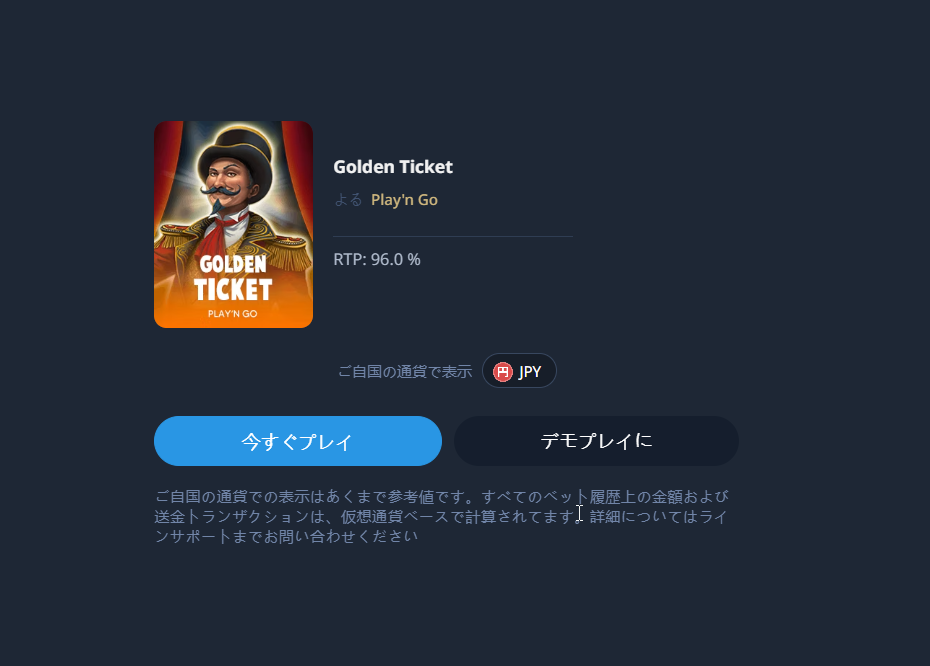 Golden Ticket
よる Play'n Go
RTP: 96.0 %
GOLDEN
TICKET
PLAY'N GO
ご自国の通貨で表示 円 JPY
今すぐプレイ デモプレイに
ご自国の通貨での表示はあくまで参考値です。すべてのベット履歴上の金額および
送金トランザクションは、仮想通貨ベースで計算されてます。詳細についてはライ
ンサポートまでお問い合わせください